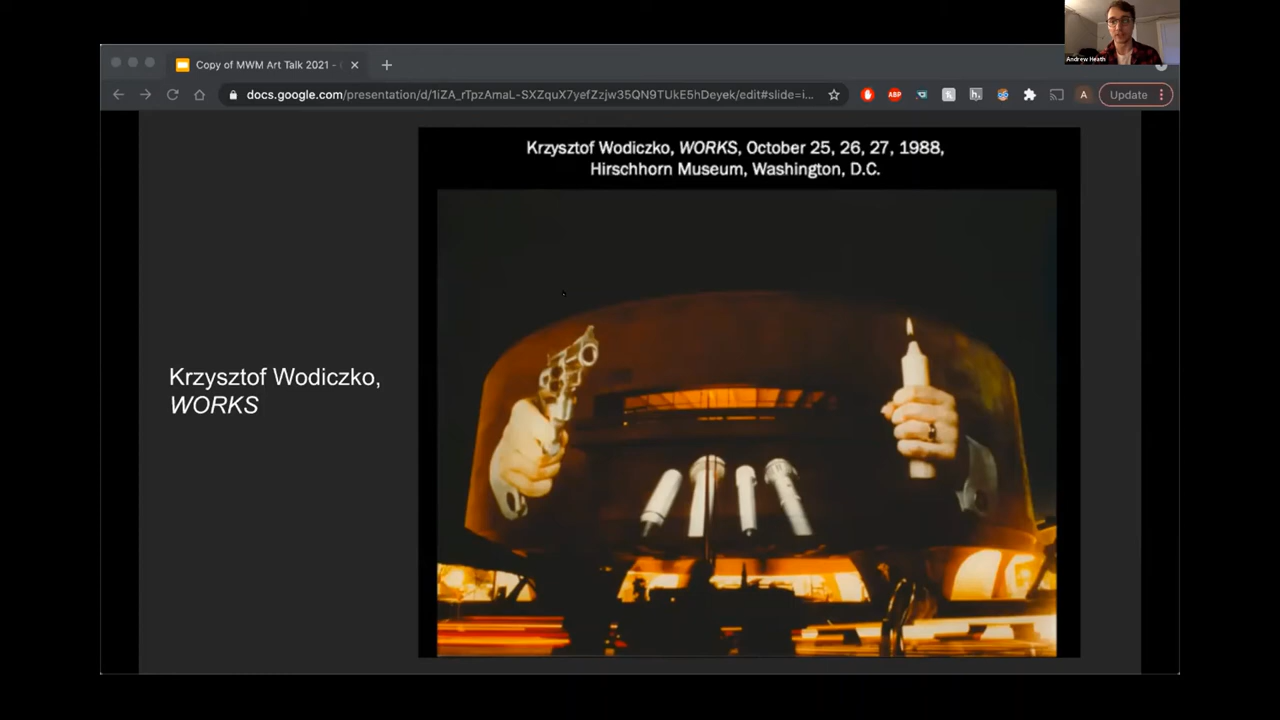 Andrew Heath
Copy of MWM Art Talk 2021 - (
docs.google.com/presentation/d/1iZA_rTpzAmaL-SXZquX7yefZzjw35QN9TUkE5hDeyek/edit#slide=i...
ABP
A
Update
Krzysztof Wodiczko, WORKS, October 25, 26, 27, 1988,
Hirschhorn Museum, Washington, D.C.
Krzysztof Wodiczko,
WORKS